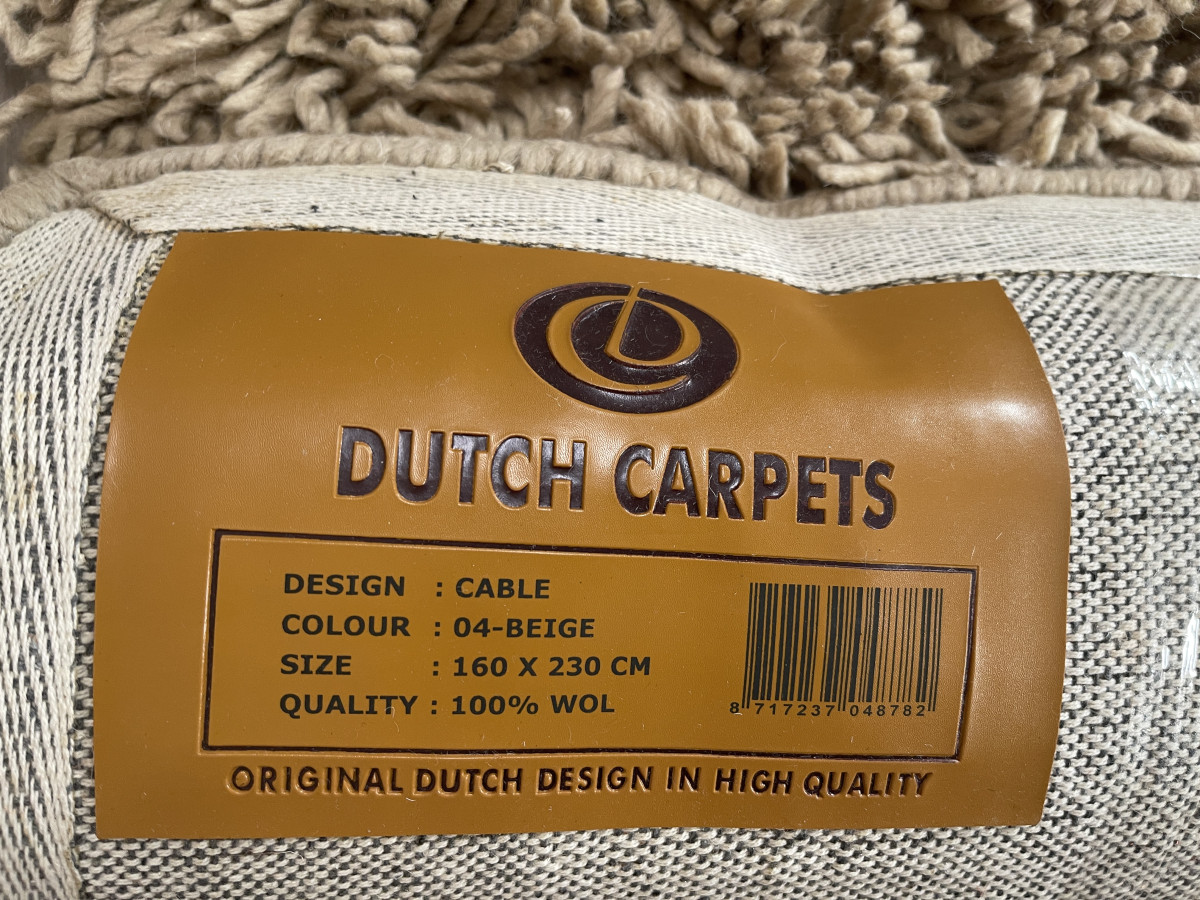 DUTCH CARPETS
DESIGN : CABLE
COLOUR : 04-BEIGE
SIZE : 160 X 230 CM
QUALITY : 100% WOL
8 717237 048782
ORIGINAL DUTCH DESIGN IN HIGH QUALITY